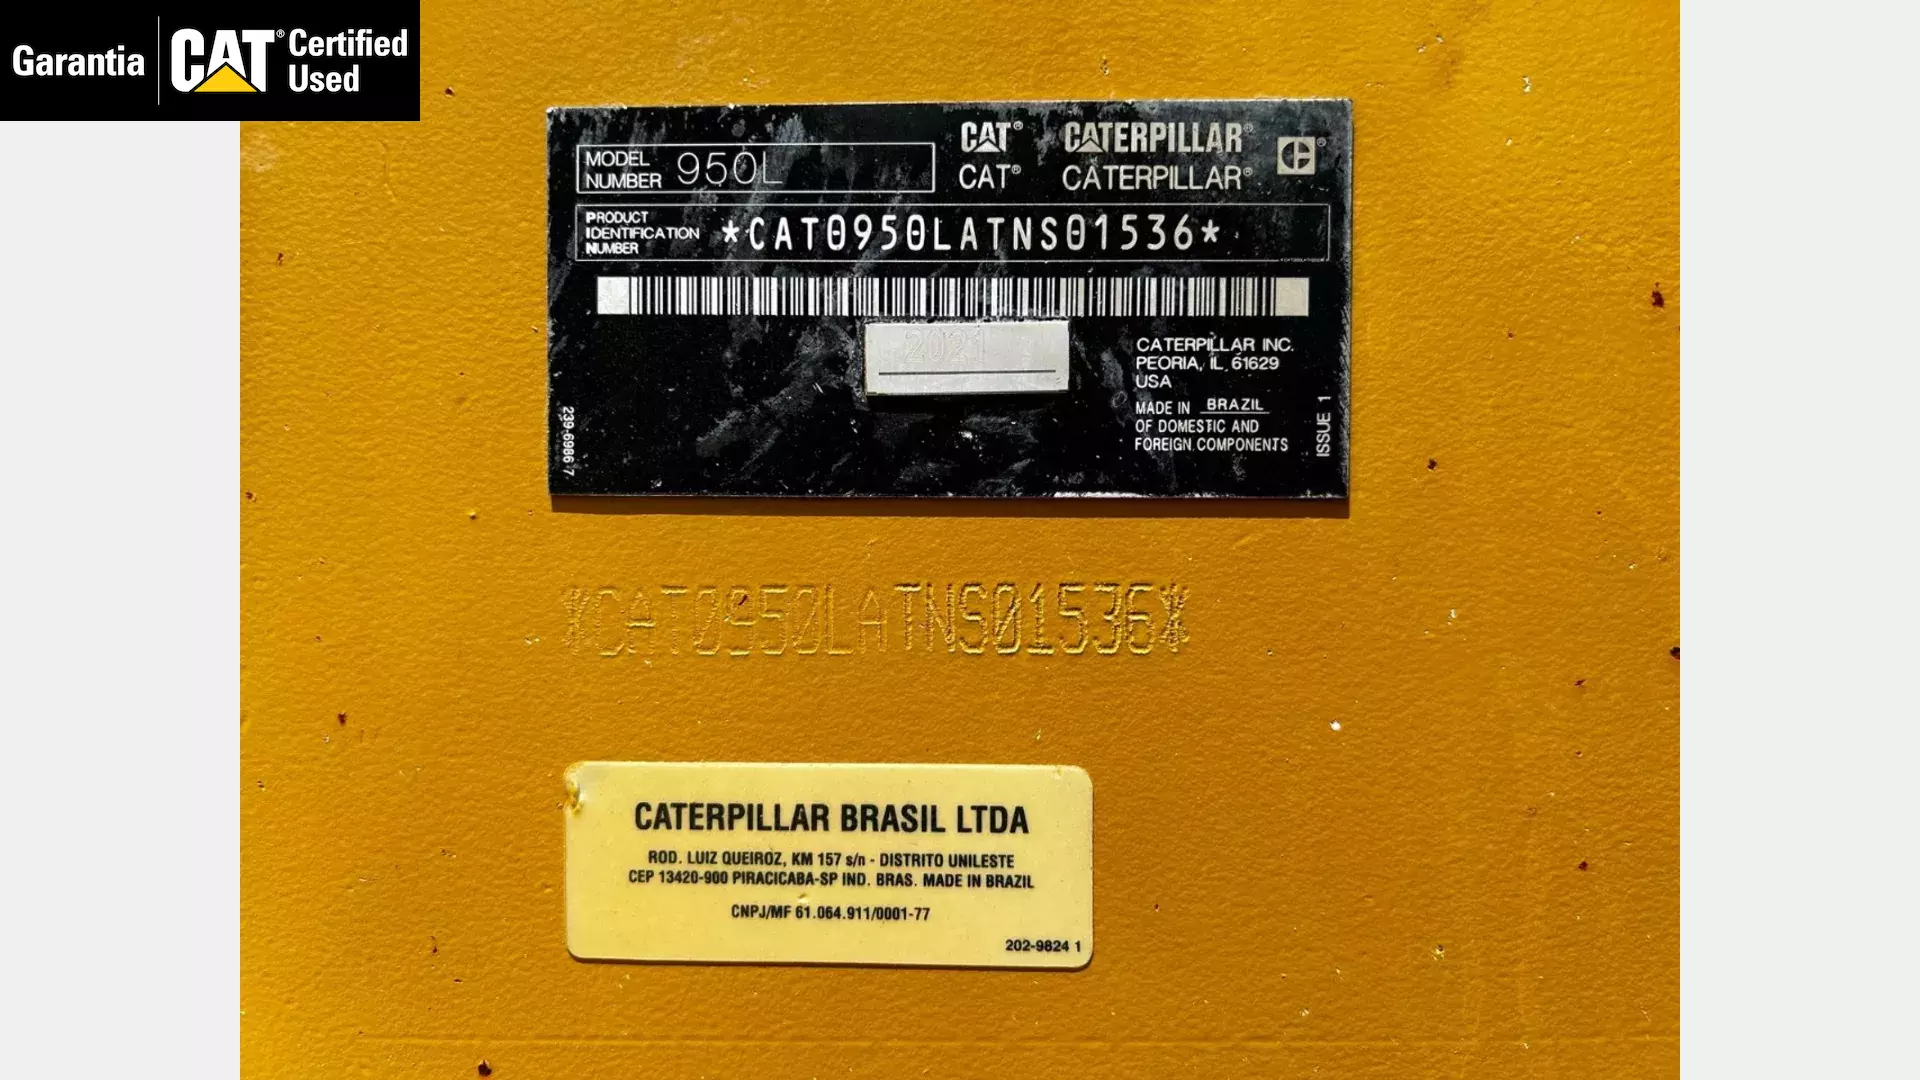 Garantia CAT® Certified
Used
CAT® CATERPILLAR®
MODEL
NUMBER 950L
CAT® CATERPILLAR®
PRODUCT
IDENTIFICATION
NUMBER *CAT0950LATNS01536*
2021
CATERPILLAR INC.
PEORIA, IL 61629
USA
MADE IN BRAZIL
OF DOMESTIC AND
FOREIGN COMPONENTS
239-6986 7
ISSUE 1
*CAT0950LATNS01536*
CATERPILLAR BRASIL LTDA
ROD. LUIZ QUEIROZ, KM 157 s/n - DISTRITO UNILESTE
CEP 13420-900 PIRACICABA-SP IND. BRAS. MADE IN BRAZIL
CNPJ/MF 61.064.911/0001-77
202-9824 1